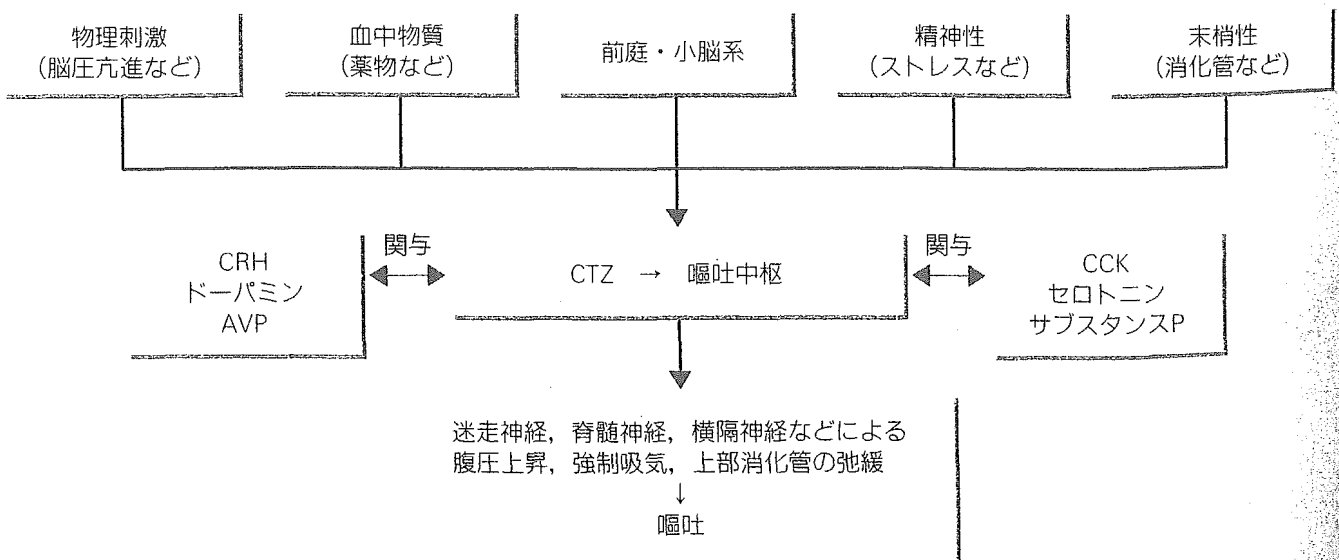 物理刺激
（脳圧亢進など）
血中物質
（薬物など）
前庭・小脳系
精神性
（ストレスなど）
末梢性
（消化管など）
関与
関与
CRH
ドーパミン
AVP
CTZ → 嘔吐中枢
CCK
セロトニン
サブスタンスP
迷走神経，脊髄神経，横隔神経などによる
腹圧上昇，強制吸気，上部消化管の弛緩
↓
嘔吐